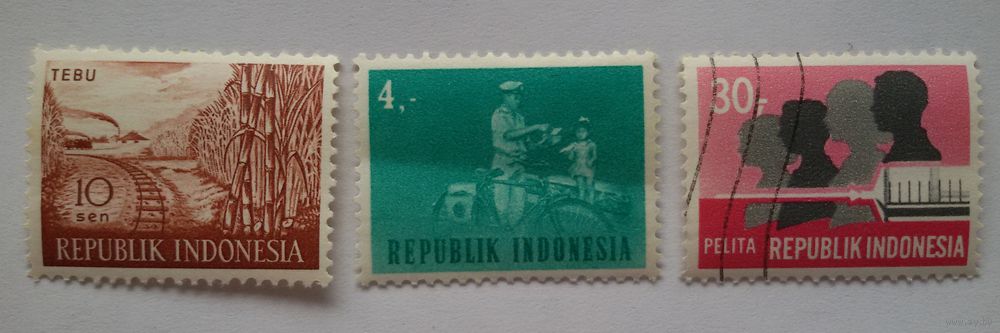 TEBU
10
sen
REPUBLIK INDONESIA
4,-
REPUBLIK INDONESIA
30,-
PELITA REPUBLIK INDONESIA